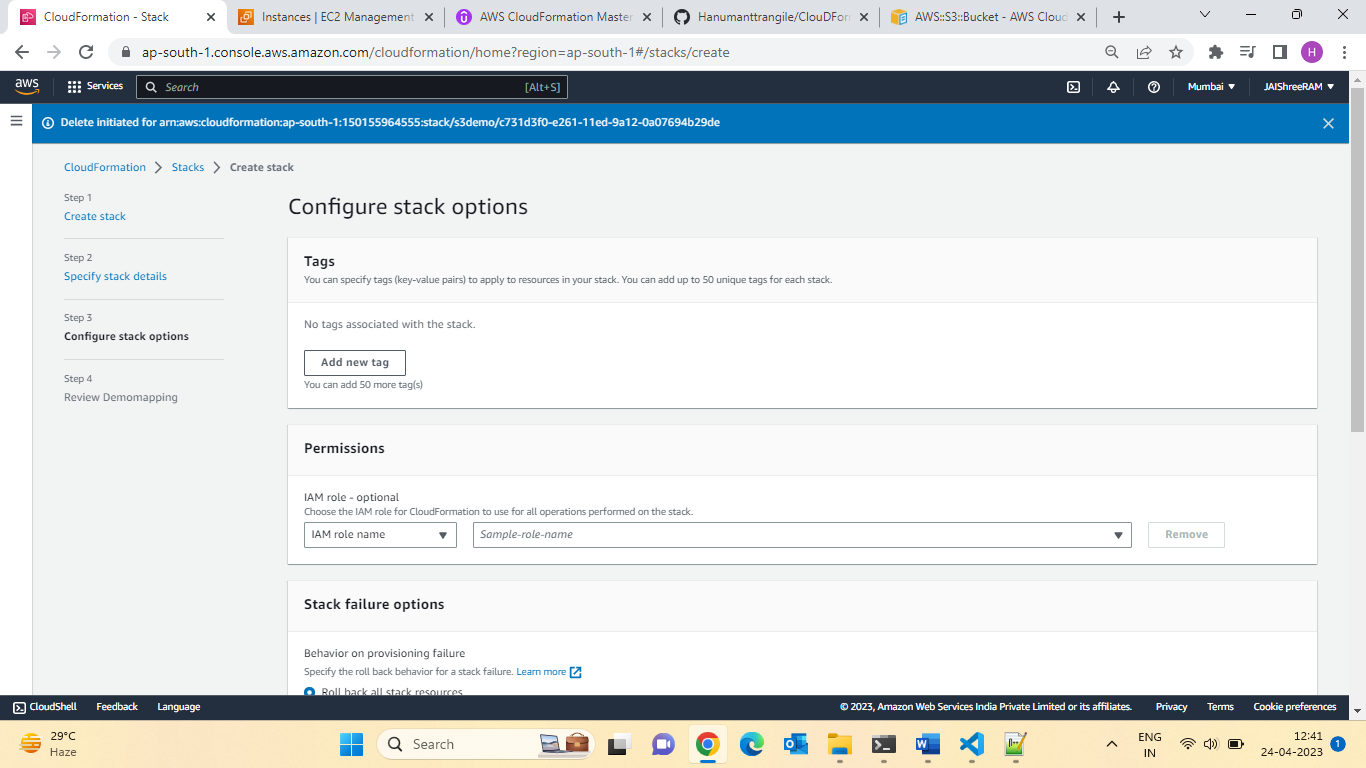 CloudFormation - Stack
Instances | EC2 Management
AWS CloudFormation Master
Hanumanttrangile/ClouDFor
AWS::S3::Bucket - AWS Cloud
ap-south-1.console.aws.amazon.com/cloudformation/home?region=ap-south-1#/stacks/create
H
aws
Services
Search
[Alt+S]
Mumbai
JAIShreeRAM
Delete initiated for arn:aws:cloudformation:ap-south-1:150155964555:stack/s3demo/c731d3f0-e261-11ed-9a12-0a07694b29de
CloudFormation
Stacks
Create stack
Step 1
Create stack
Step 2
Specify stack details
Step 3
Configure stack options
Step 4
Review Demomapping
Configure stack options
Tags
You can specify tags (key-value pairs) to apply to resources in your stack. You can add up to 50 unique tags for each stack.
No tags associated with the stack.
Add new tag
You can add 50 more tag(s)
Permissions
IAM role - optional
Choose the IAM role for CloudFormation to use for all operations performed on the stack.
IAM role name
Sample-role-name
Remove
Stack failure options
Behavior on provisioning failure
Specify the roll back behavior for a stack failure. Learn more
Roll back all stack resources
CloudShell
Feedback
Language
© 2023, Amazon Web Services India Private Limited or its affiliates.
Privacy
Terms
Cookie preferences
29°C
Haze
Search
ENG
IN
12:41
24-04-2023
1